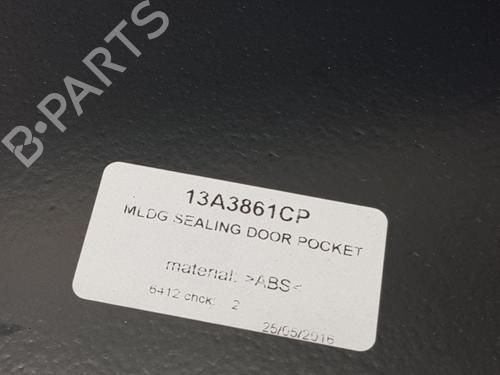 B-PARTS
13A3861CP
MLDG SEALING DOOR POCKET
material: >ABS<
6412 chck: 2
25/05/2016